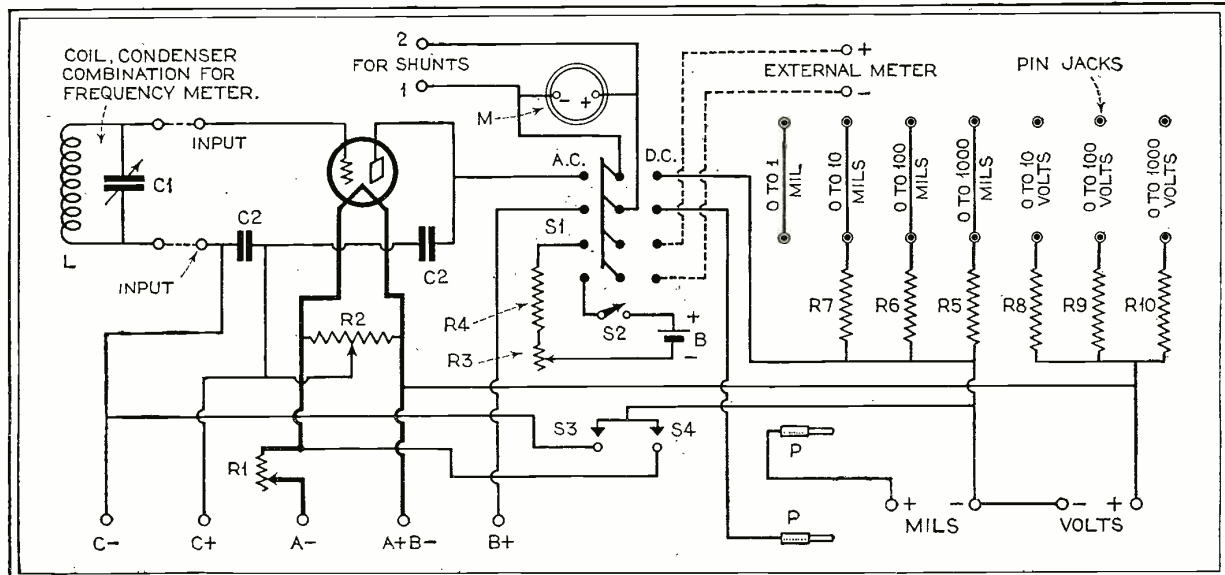 COIL, CONDENSER
COMBINATION FOR
FREQUENCY METER.
2
FOR SHUNTS
1
M
- +
+
EXTERNAL METER
-
PIN JACKS
INPUT
C1
L
C2
INPUT
C2
A.C.
D.C.
S1
0 TO 1
MIL
0 TO 10
MILS
0 TO 100
MILS
0 TO 1000
MILS
0 TO 10
VOLTS
0 TO 100
VOLTS
0 TO 1000
VOLTS
R2
R4
R3
S2
+
B
-
R7
R6
R5
R8
R9
R10
R1
S3
S4
P
P
+ MILS -
- VOLTS +
C-
C+
A-
A+B-
B+